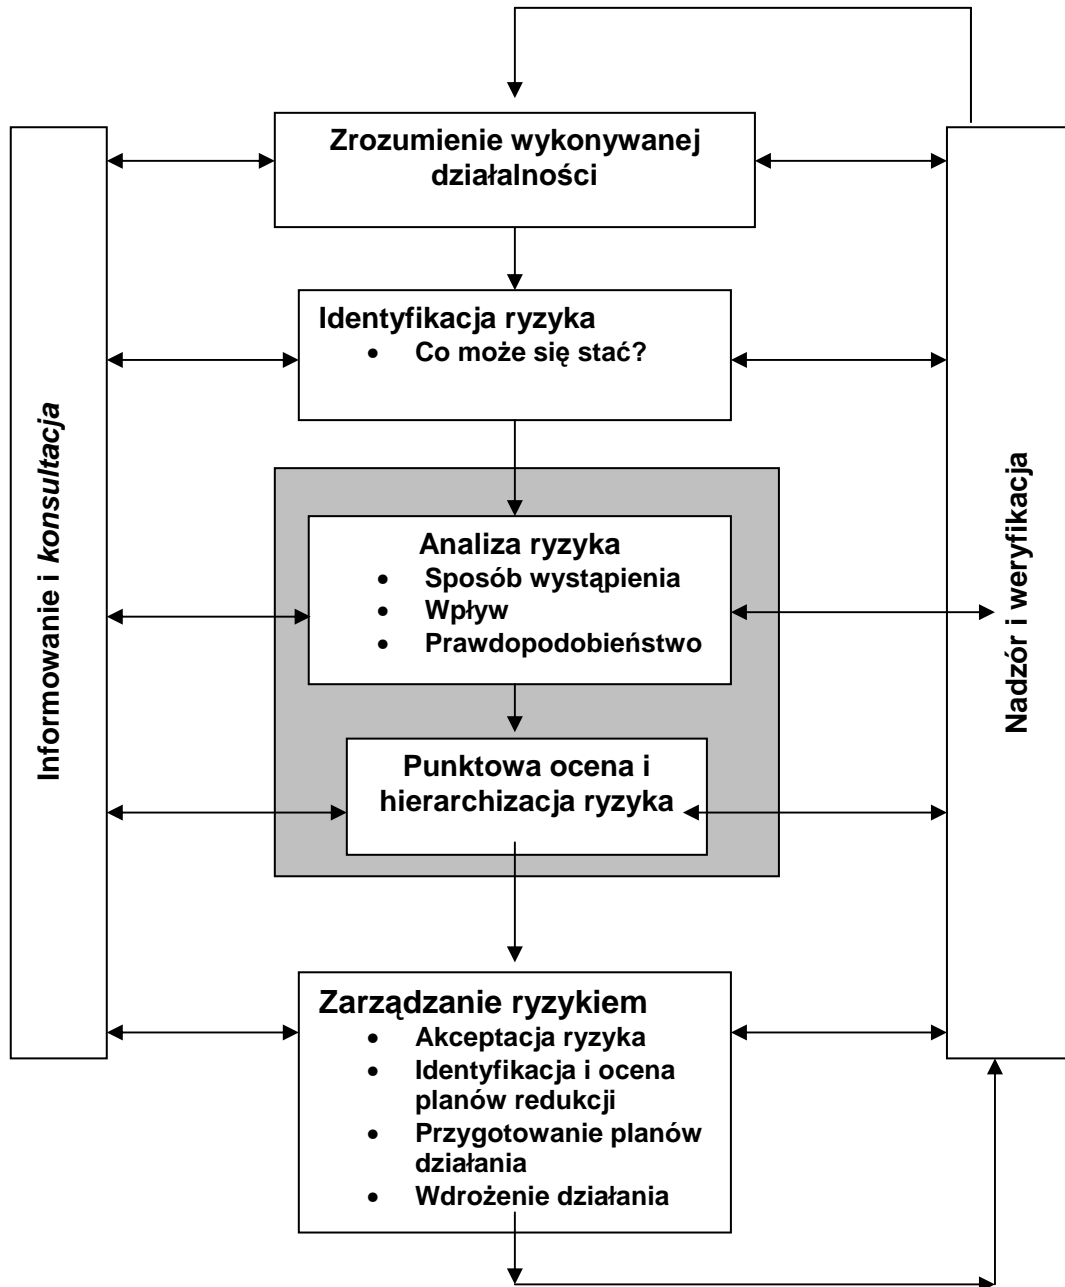 Zrozumienie wykonywanej
działalności
Identyfikacja ryzyka
• Co może się stać?
Analiza ryzyka
• Sposób wystąpienia
• Wpływ
• Prawdopodobieństwo
Punktowa ocena i
hierarchizacja ryzyka
Zarządzanie ryzykiem
• Akceptacja ryzyka
• Identyfikacja i ocena
planów redukcji
• Przygotowanie planów
działania
• Wdrożenie działania
Informowanie i konsultacja
Nadzór i weryfikacja